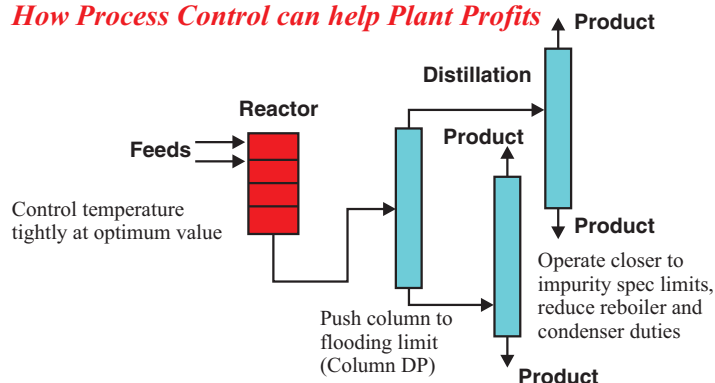 How Process Control can help Plant Profits
Product
Distillation
Reactor
Feeds
Product
Control temperature
tightly at optimum value
Product
Operate closer to
impurity spec limits,
reduce reboiler and
condenser duties
Push column to
flooding limit
(Column DP)
Product